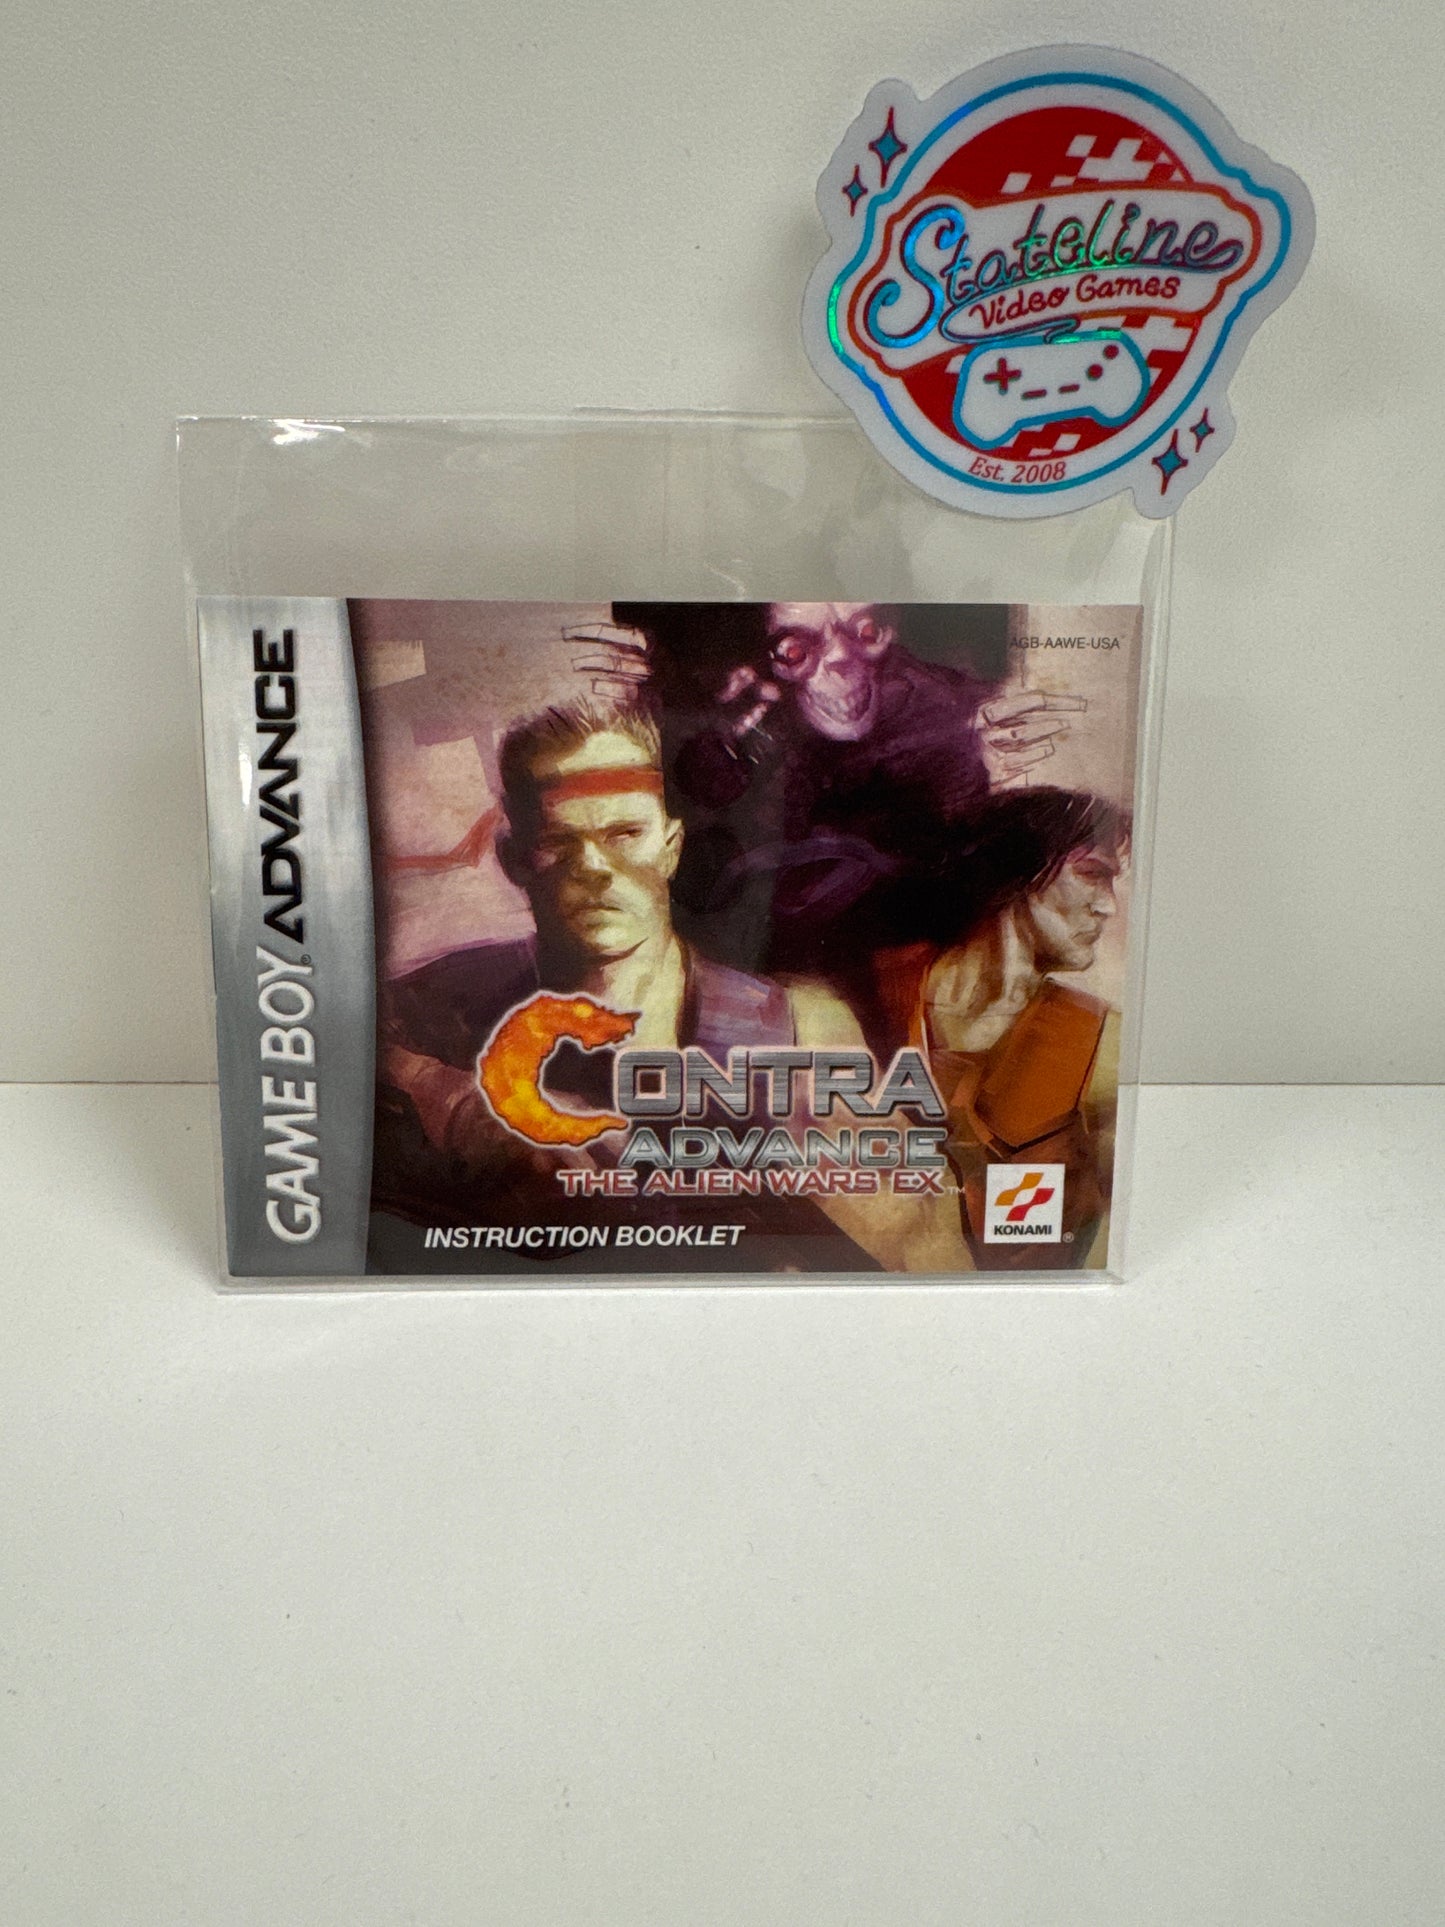 Stateline
Video Games
Est. 2008
GAME BOY ADVANCE
AGB-AAWE-USA
CONTRA
ADVANCE
THE ALIEN WARS EX™
INSTRUCTION BOOKLET
KONAMI®